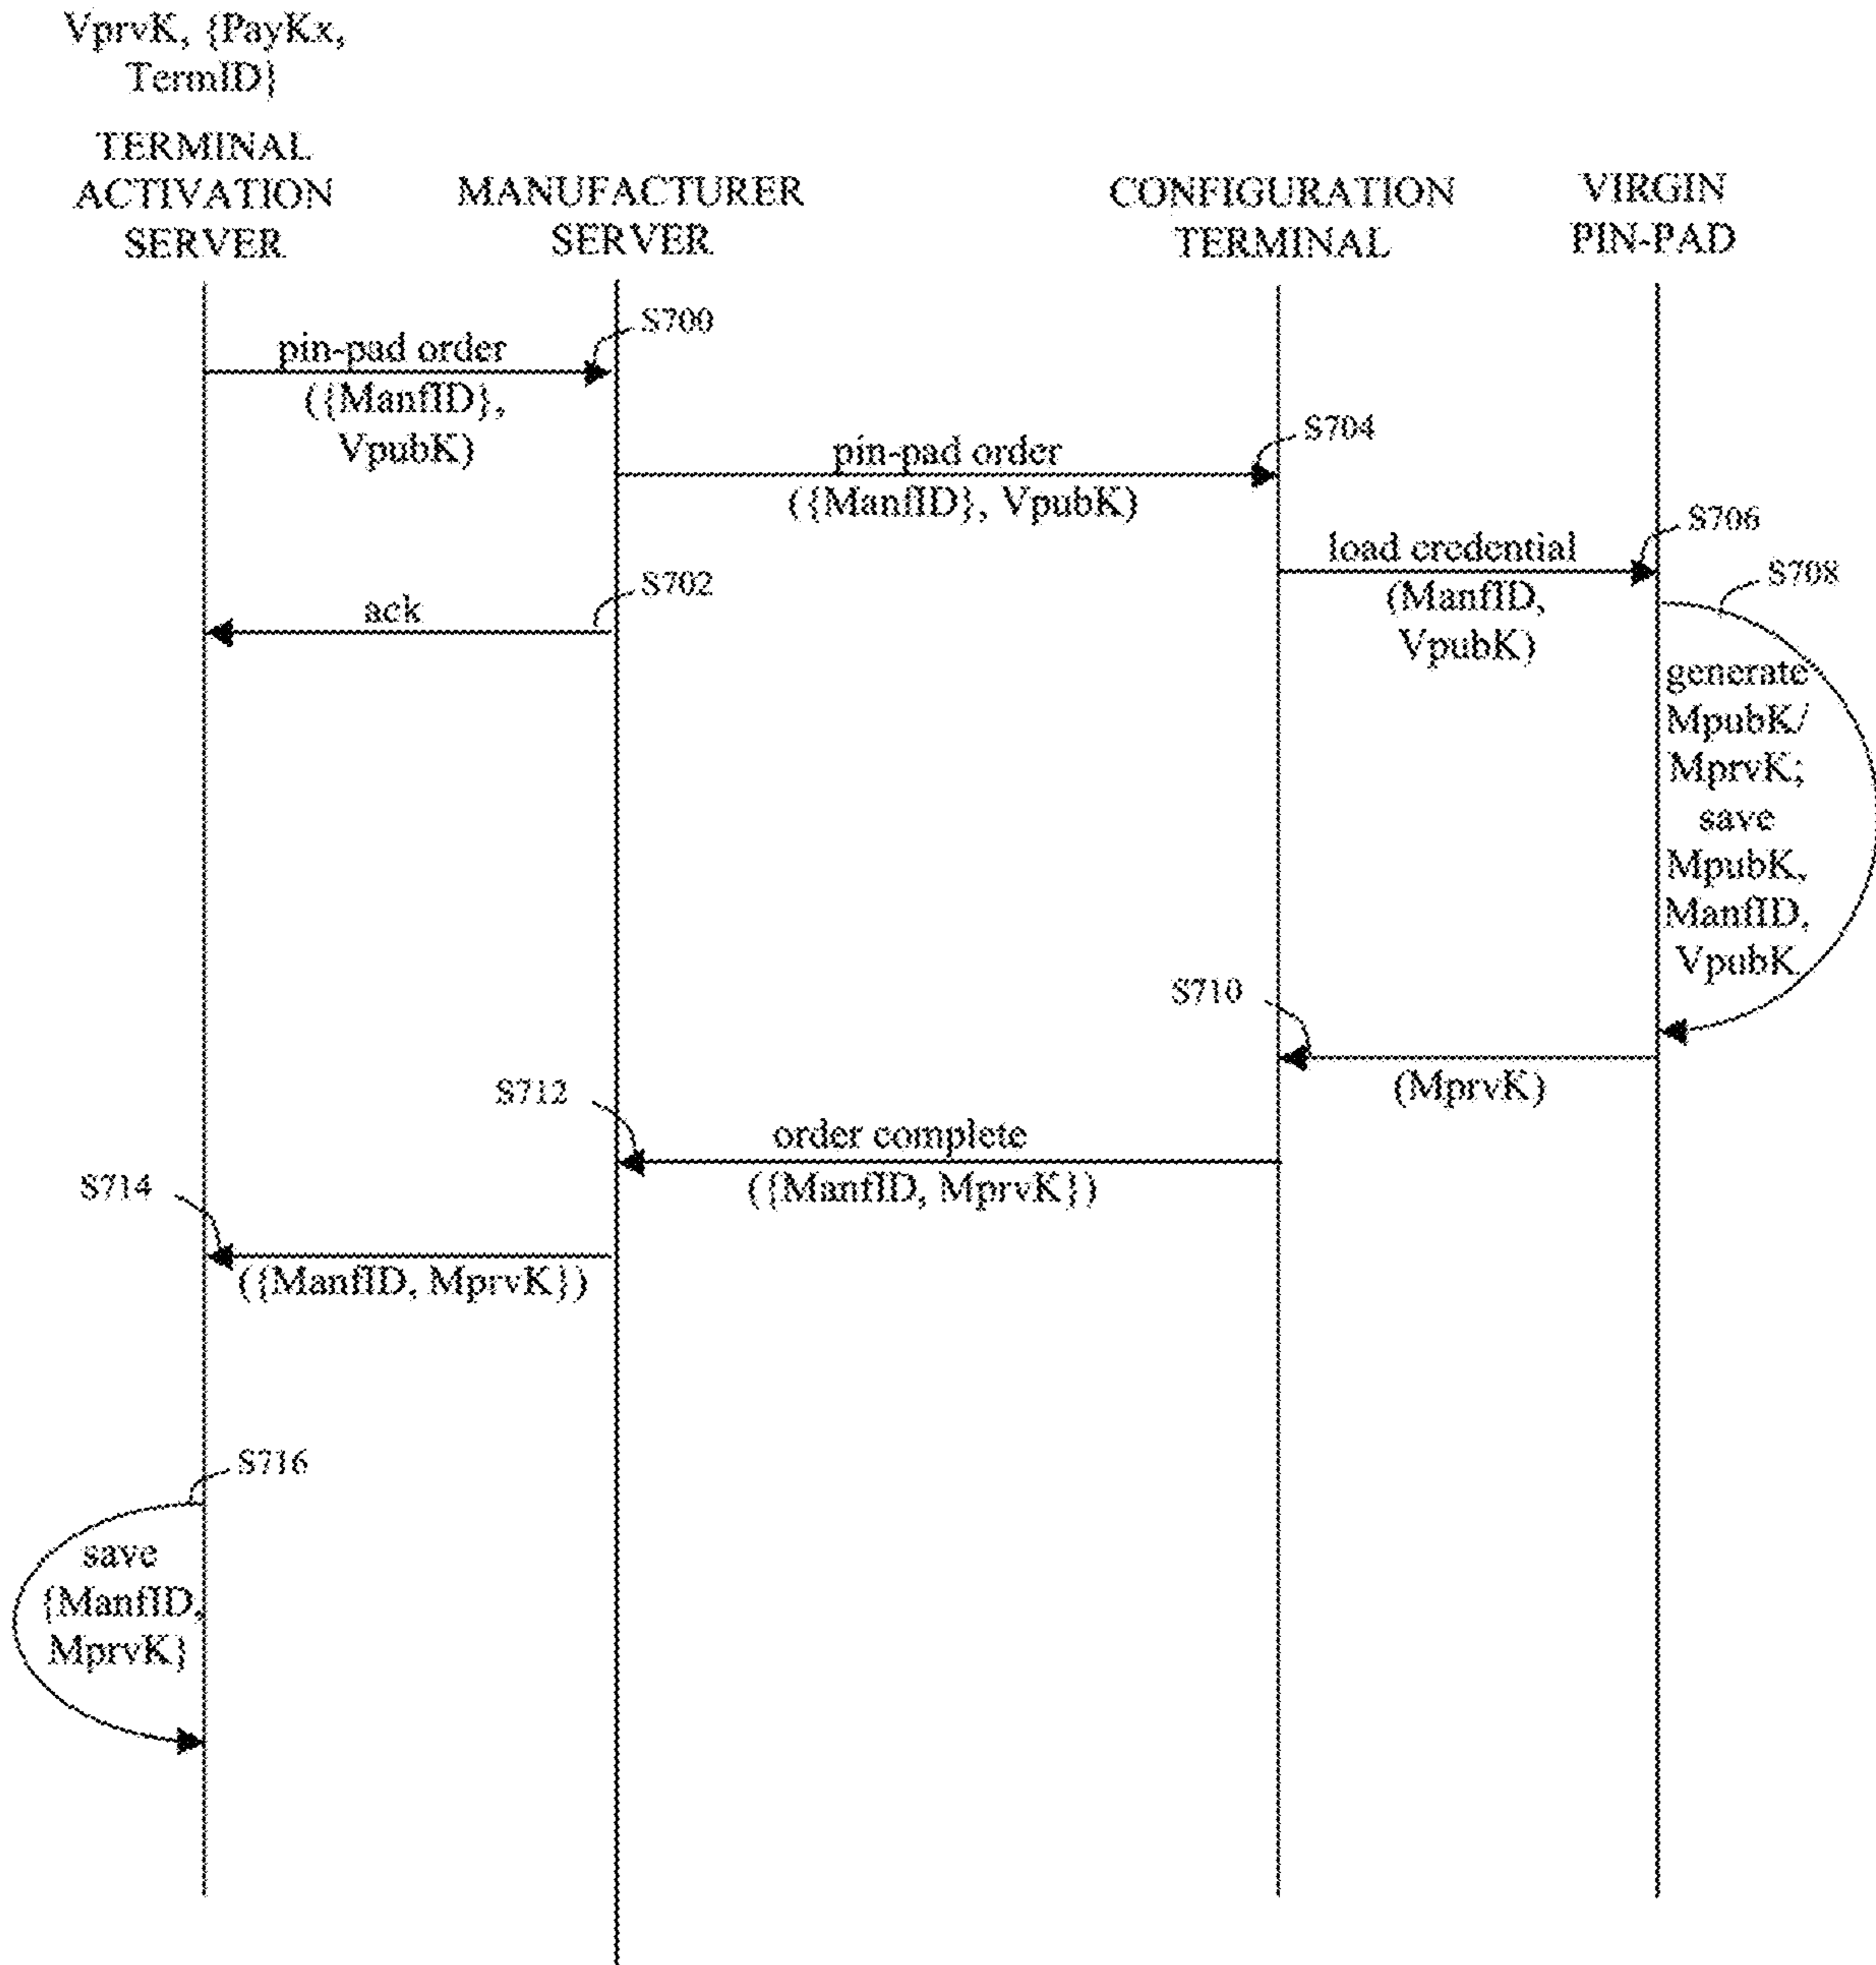 VprvK, {PayKx,
TermID}
TERMINAL
ACTIVATION
SERVER
MANUFACTURER
SERVER
CONFIGURATION
TERMINAL
VIRGIN
PIN-PAD
S700
pin-pad order
({ManfID},
VpubK)
S704
pin-pad order
({ManfID}, VpubK)
S706
load credential
(ManfID,
VpubK)
S702
ack
S708
generate
MpubK/
MprvK;
save
MpubK,
ManfID,
VpubK
S710
(MprvK)
S712
order complete
({ManfID, MprvK})
S714
({ManfID, MprvK})
S716
save
{ManfID,
MprvK}